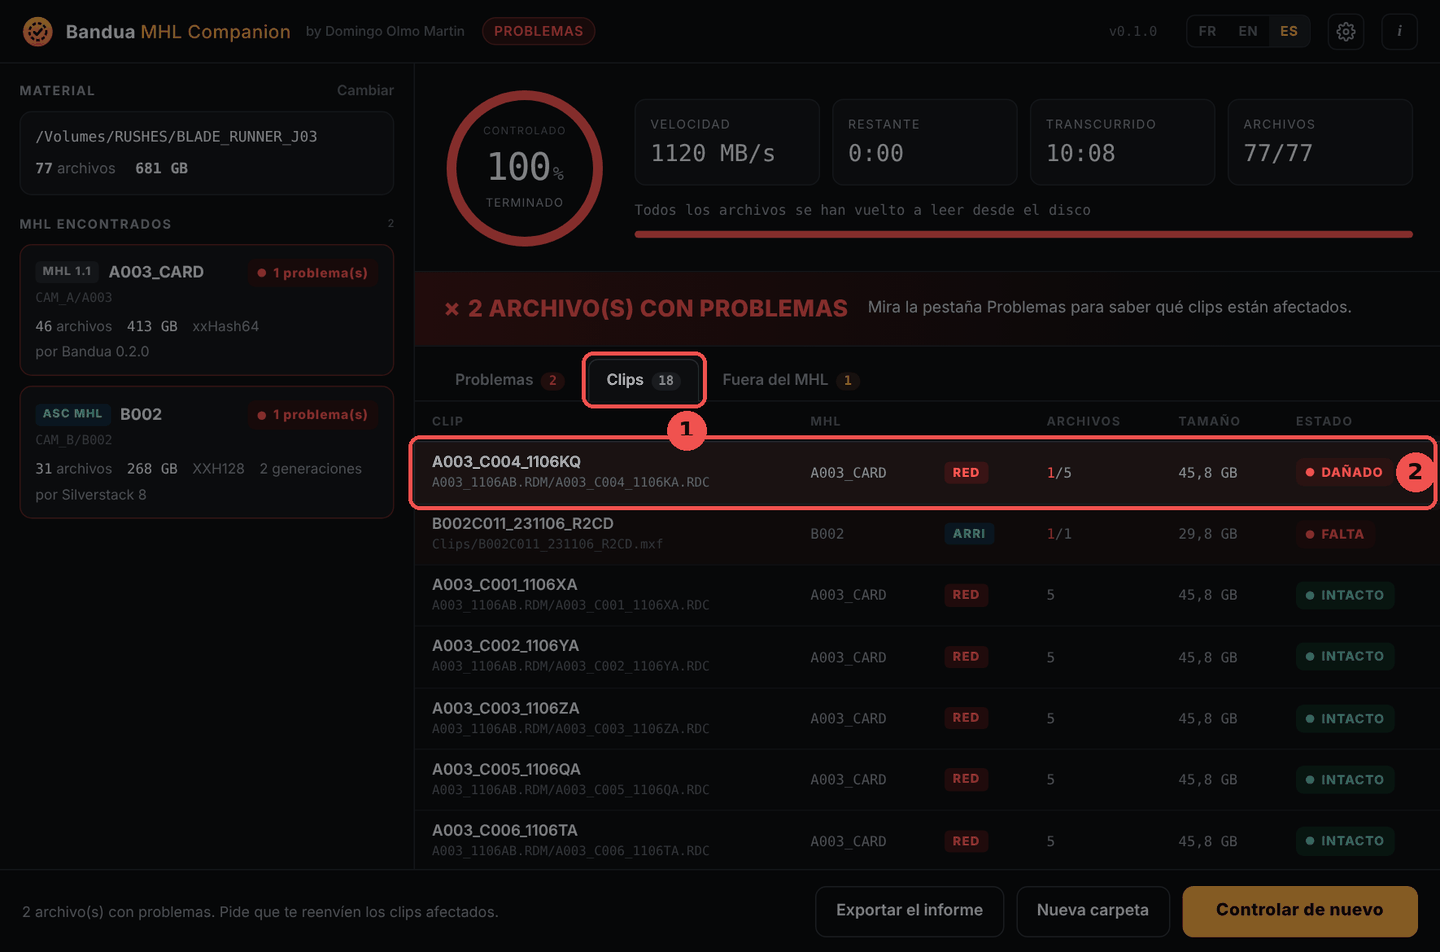 Bandua MHL Companion by Domingo Olmo Martin PROBLEMAS v0.1.0 FR EN ES i
MATERIAL Cambiar
/Volumes/RUSHES/BLADE_RUNNER_J03
77 archivos 681 GB
MHL ENCONTRADOS 2
MHL 1.1 A003_CARD 1 problema(s)
CAM_A/A003
46 archivos 413 GB xxHash64
por Bandua 0.2.0
ASC MHL B002 1 problema(s)
CAM_B/B002
31 archivos 268 GB XXH128 2 generaciones
por Silverstack 8
CONTROLADO
100%
TERMINADO
VELOCIDAD
1120 MB/s
RESTANTE
0:00
TRANSCURRIDO
10:08
ARCHIVOS
77/77
Todos los archivos se han vuelto a leer desde el disco
× 2 ARCHIVO(S) CON PROBLEMAS Mira la pestaña Problemas para saber qué clips están afectados.
Problemas 2 Clips 18 Fuera del MHL 1
1
CLIP MHL ARCHIVOS TAMAÑO ESTADO
A003_C004_1106KQ
A003_1106AB.RDM/A003_C004_1106KA.RDC A003_CARD RED 1/5 45,8 GB DAÑADO 2
B002C011_231106_R2CD
Clips/B002C011_231106_R2CD.mxf B002 ARRI 1/1 29,8 GB FALTA
A003_C001_1106XA
A003_1106AB.RDM/A003_C001_1106XA.RDC A003_CARD RED 5 45,8 GB INTACTO
A003_C002_1106YA
A003_1106AB.RDM/A003_C002_1106YA.RDC A003_CARD RED 5 45,8 GB INTACTO
A003_C003_1106ZA
A003_1106AB.RDM/A003_C003_1106ZA.RDC A003_CARD RED 5 45,8 GB INTACTO
A003_C005_1106QA
A003_1106AB.RDM/A003_C005_1106QA.RDC A003_CARD RED 5 45,8 GB INTACTO
A003_C006_1106TA
A003_1106AB.RDM/A003_C006_1106TA.RDC A003_CARD RED 5 45,8 GB INTACTO
2 archivo(s) con problemas. Pide que te reenvíen los clips afectados.
Exportar el informe
Nueva carpeta
Controlar de nuevo